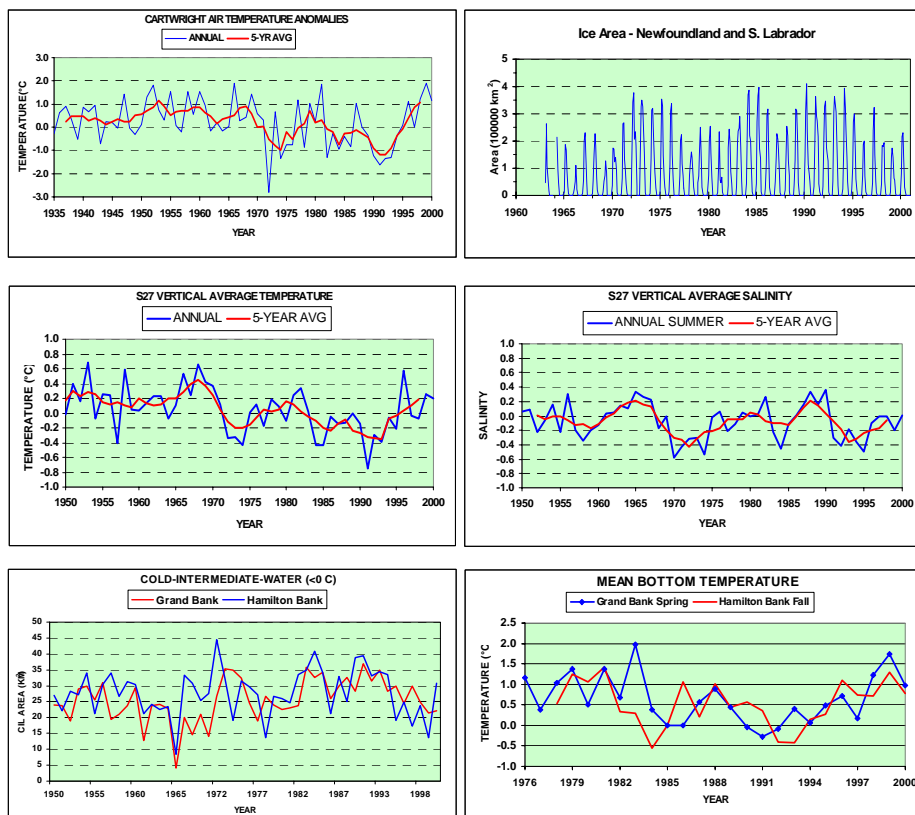 CARTWRIGHT AIR TEMPERATURE ANOMALIES
ANNUAL 5-YR AVG
TEMPERATURE(°C)
3.0
2.0
1.0
0.0
-1.0
-2.0
-3.0
1935 1940 1945 1950 1955 1960 1965 1970 1975 1980 1985 1990 1995 2000
YEAR
Ice Area - Newfoundland and S. Labrador
Area (100000 km²)
5
4
3
2
1
0
1960 1965 1970 1975 1980 1985 1990 1995 2000
YEAR
S27 VERTICAL AVERAGE TEMPERATURE
ANNUAL 5-YEAR AVG
TEMPERATURE (°C)
1.0
0.8
0.6
0.4
0.2
0.0
-0.2
-0.4
-0.6
-0.8
-1.0
1950 1955 1960 1965 1970 1975 1980 1985 1990 1995 2000
YEAR
S27 VERTICAL AVERAGE SALINITY
ANNUAL SUMMER 5-YEAR AVG
SALINITY
1.0
0.8
0.6
0.4
0.2
0.0
-0.2
-0.4
-0.6
-0.8
-1.0
1950 1955 1960 1965 1970 1975 1980 1985 1990 1995 2000
YEAR
COLD-INTERMEDIATE-WATER (<0 C)
Grand Bank Hamilton Bank
CIL AREA
50
45
40
35
30
25
20
15
10
5
0
1950 1955 1960 1965 1972 1977 1983 1988 1993 1998
YEAR
MEAN BOTTOM TEMPERATURE
Grand Bank Spring Hamilton Bank Fall
TEMPERATURE (°C
2.5
2.0
1.5
1.0
0.5
0.0
-0.5
-1.0
1976 1979 1982 1985 1988 1991 1994 1997 2000
YEAR